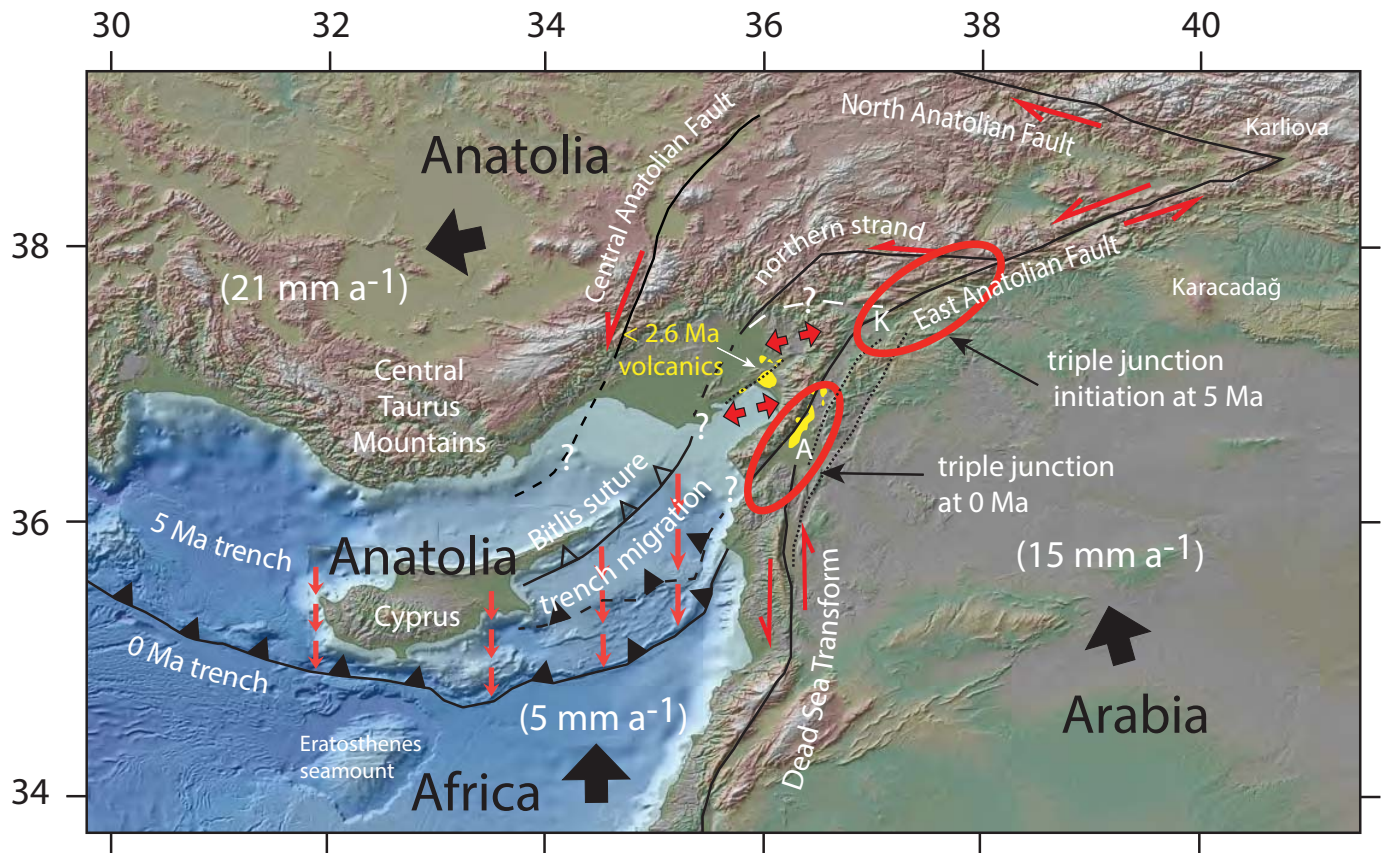 30
32
34
36
38
40
38
36
34
Anatolia
(21 mm a-1)
Central Anatolian Fault
North Anatolian Fault
Karliova
northern strand
East Anatolian Fault
Karacadağ
?
K
< 2.6 Ma
volcanics
triple junction
initiation at 5 Ma
Central
Taurus
Mountains
?
?
?
A
triple junction
at 0 Ma
Bitlis suture
trench migration
5 Ma trench
0 Ma trench
Anatolia
Cyprus
(15 mm a-1)
Arabia
Dead Sea Transform
(5 mm a-1)
Africa
Eratosthenes
seamount